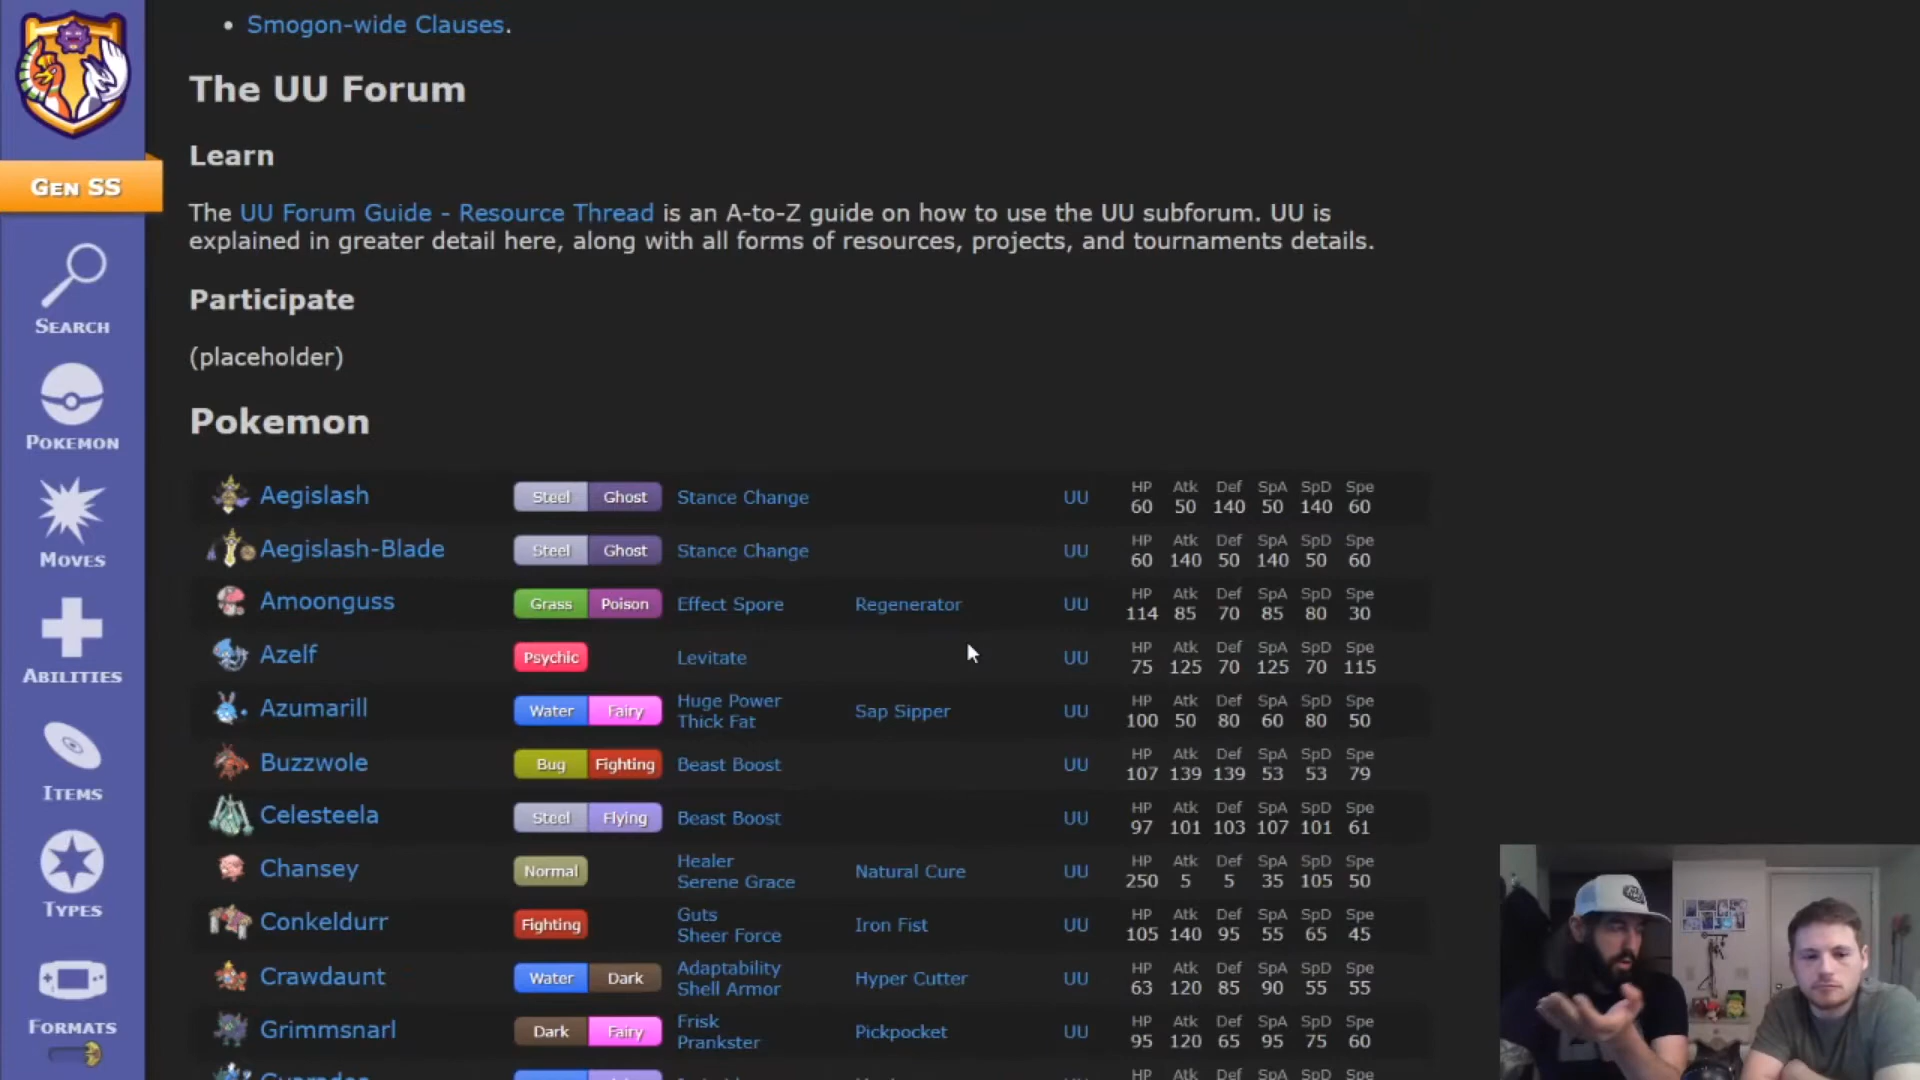 Smogon-wide Clauses.
The UU Forum
GEN SS
Learn
The UU Forum Guide - Resource Thread is an A-to-Z guide on how to use the UU subforum. UU is
explained in greater detail here, along with all forms of resources, projects, and tournaments details.
Participate
(placeholder)
Pokemon
SEARCH
POKEMON
MOVES
ABILITIES
ITEMS
TYPES
FORMATS
Aegislash Steel Ghost Stance Change UU HP 60 Atk 50 Def 140 SpA 50 SpD 140 Spe 60
Aegislash-Blade Steel Ghost Stance Change UU HP 60 Atk 140 Def 50 SpA 140 SpD 50 Spe 60
Amoonguss Grass Poison Effect Spore Regenerator UU HP 114 Atk 85 Def 70 SpA 85 SpD 80 Spe 30
Azelf Psychic Levitate UU HP 75 Atk 125 Def 70 SpA 125 SpD 70 Spe 115
Azumarill Water Fairy Huge Power Thick Fat Sap Sipper UU HP 100 Atk 50 Def 80 SpA 60 SpD 80 Spe 50
Buzzwole Bug Fighting Beast Boost UU HP 107 Atk 139 Def 139 SpA 53 SpD 53 Spe 79
Celesteela Steel Flying Beast Boost UU HP 97 Atk 101 Def 103 SpA 107 SpD 101 Spe 61
Chansey Normal Healer Serene Grace Natural Cure UU HP 250 Atk 5 Def 5 SpA 35 SpD 105 Spe 50
Conkeldurr Fighting Guts Sheer Force Iron Fist UU HP 105 Atk 140 Def 95 SpA 55 SpD 65 Spe 45
Crawdaunt Water Dark Adaptability Shell Armor Hyper Cutter UU HP 63 Atk 120 Def 85 SpA 90 SpD 55 Spe 55
Grimmsnarl Dark Fairy Frisk Prankster Pickpocket UU HP 95 Atk 120 Def 65 SpA 95 SpD 75 Spe 60
HP Atk Def SpA SpD Spe